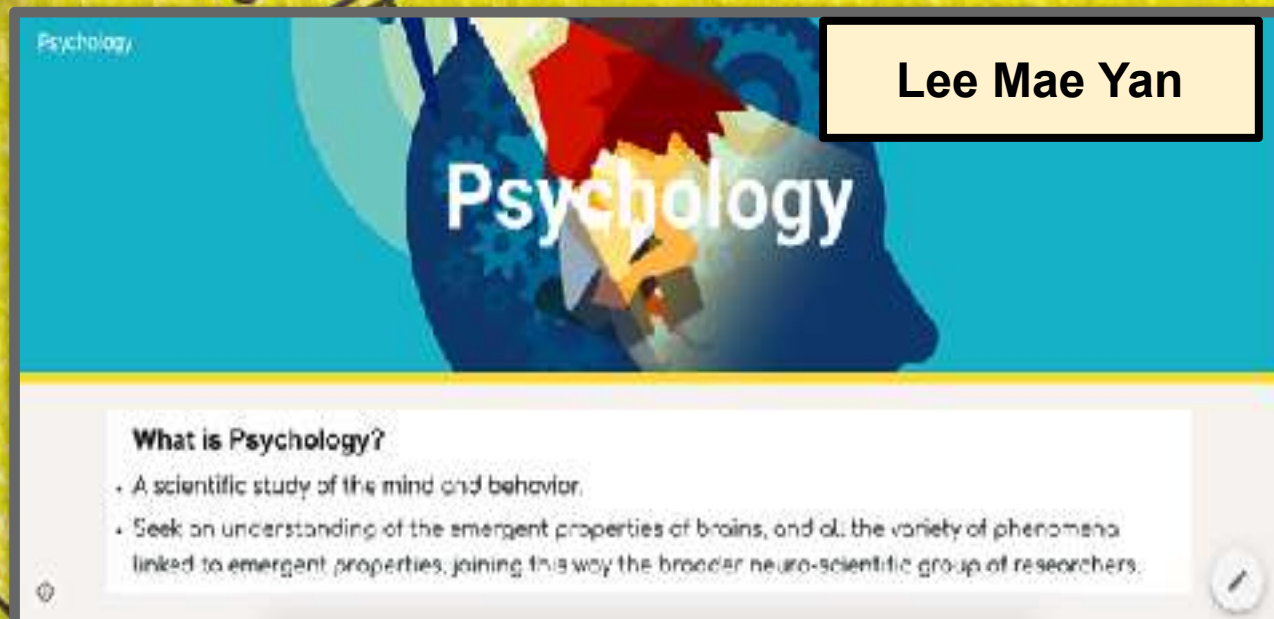 Psychology
Lee Mae Yan
Psychology
What is Psychology?
• A scientific study of the mind and behavior.
• Seek an understanding of the emergent properties of brains, and all the variety of phenomena
linked to emergent properties, joining this way the broader neuro-scientific group of researchers.